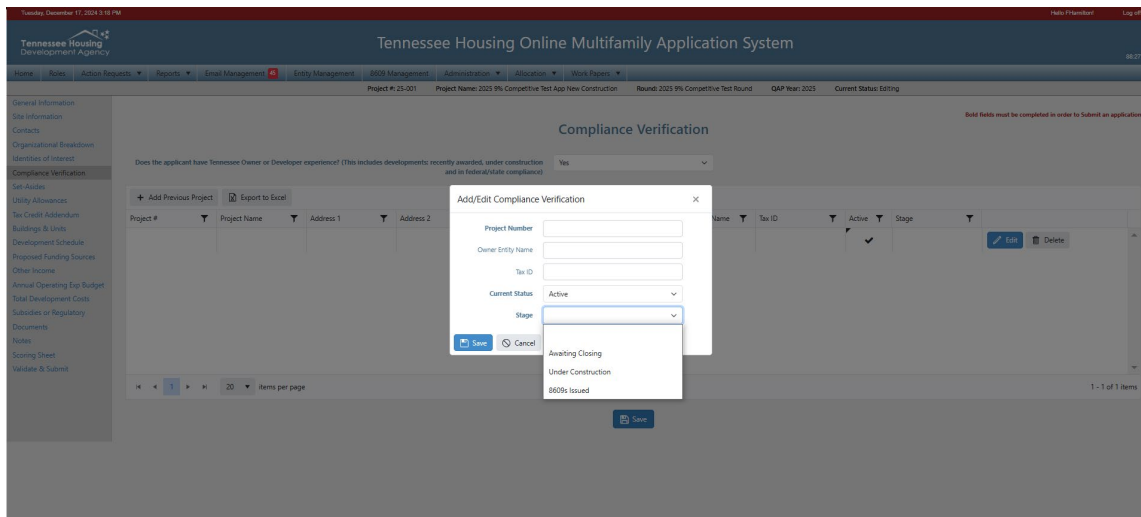 Tuesday, December 17, 2024 3:18 PM
Log off
Tennessee Housing
Development Agency
Tennessee Housing Online Multifamily Application System
Home Roles Action Requests Reports Email Management Entity Management 8609 Management Administration Allocation Work Papers
Project #: 25-001 Project Name: 2025 9% Competitive Test App New Construction Round: 2025 9% Competitive Test Round QAP Year: 2025 Current Status: Editing
General Information
Site Information
Contacts
Organizational Breakdown
Identities of Interest
Compliance Verification
Set-Asides
Utility Allowances
Tax Credit Addendum
Buildings & Units
Development Schedule
Proposed Funding Sources
Other Income
Annual Operating Exp Budget
Total Development Costs
Subsidies or Regulatory
Documents
Notes
Scoring Sheet
Validate & Submit
Bold fields must be completed in order to Submit an application
Compliance Verification
Does the applicant have Tennessee Owner or Developer experience? (This includes developments: recently awarded, under construction
and in federal/state compliance)
Yes
+ Add Previous Project Export to Excel
Project # Project Name Address 1 Address 2 Name Tax ID Active Stage
Edit Delete
Add/Edit Compliance Verification ×
Project Number
Owner Entity Name
Tax ID
Current Status Active
Stage
Save Cancel
Awaiting Closing
Under Construction
8609s Issued
1 20 items per page
1 - 1 of 1 items
Save